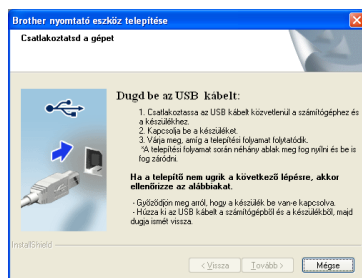 Brother nyomtató eszköz telepítése
Csatlakoztatsd a gépet
Dugd be az USB kábelt:
1. Csatlakoztassa az USB kábelt közvetlenül a számítógéphez és
a készülékhez.
2. Kapcsolja be a készüléket.
3. Várja meg, amíg a telepítési folyamat folytatódik.
*A telepítési folyamat során néhány ablak meg fog nyílni és be is
fog záródni.
Ha a telepítő nem ugrik a következő lépésre, akkor
ellenőrizze az alábbiakat.
- Győződjön meg arról, hogy a készülék be van-e kapcsolva.
- Húzza ki az USB kábelt a számítógépből és a készülékből, majd
dugja ismét vissza.
InstallShield
< Vissza
Tovább >
Mégse